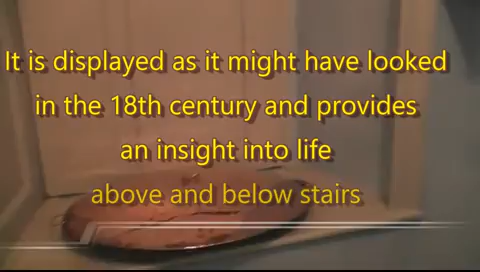 It is displayed as it might have looked
in the 18th century and provides
an insight into life
above and below stairs